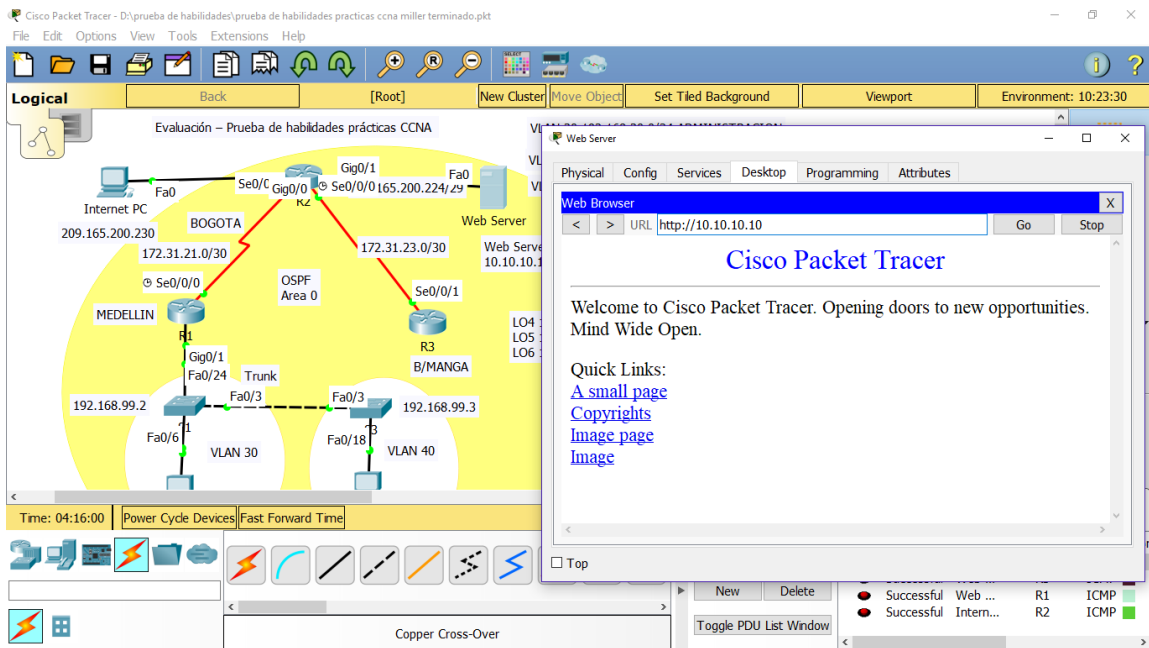 Cisco Packet Tracer - D:\prueba de habilidades\prueba de habilidades practicas ccna miller terminado.pkt
File Edit Options View Tools Extensions Help
Logical
Back
[Root]
New Cluster
Move Object
Set Tiled Background
Viewport
Environment: 10:23:30
Evaluación – Prueba de habilidades prácticas CCNA
Gig0/1
Fa0
Se0/0
Gig0/0
Se0/0/0
165.200.224/29
Fa0
R2
Internet PC
209.165.200.230
BOGOTA
Web Server
172.31.21.0/30
172.31.23.0/30
Web Serve
10.10.10.1
Se0/0/0
OSPF
Area 0
Se0/0/1
MEDELLIN
R1
R3
B/MANGA
LO4
LO5
LO6
Gig0/1
Fa0/24
Trunk
192.168.99.2
Fa0/3
Fa0/3
192.168.99.3
Fa0/6
VLAN 30
Fa0/18
VLAN 40
Web Server
Physical Config Services Desktop Programming Attributes
Web Browser
X
< > URL http://10.10.10.10 Go Stop
Cisco Packet Tracer
Welcome to Cisco Packet Tracer. Opening doors to new opportunities.
Mind Wide Open.
Quick Links:
A small page
Copyrights
Image page
Image
Top
Time: 04:16:00
Power Cycle Devices
Fast Forward Time
Copper Cross-Over
New
Delete
Toggle PDU List Window
Successful Web ... R1 ICMP
Successful Intern... R2 ICMP